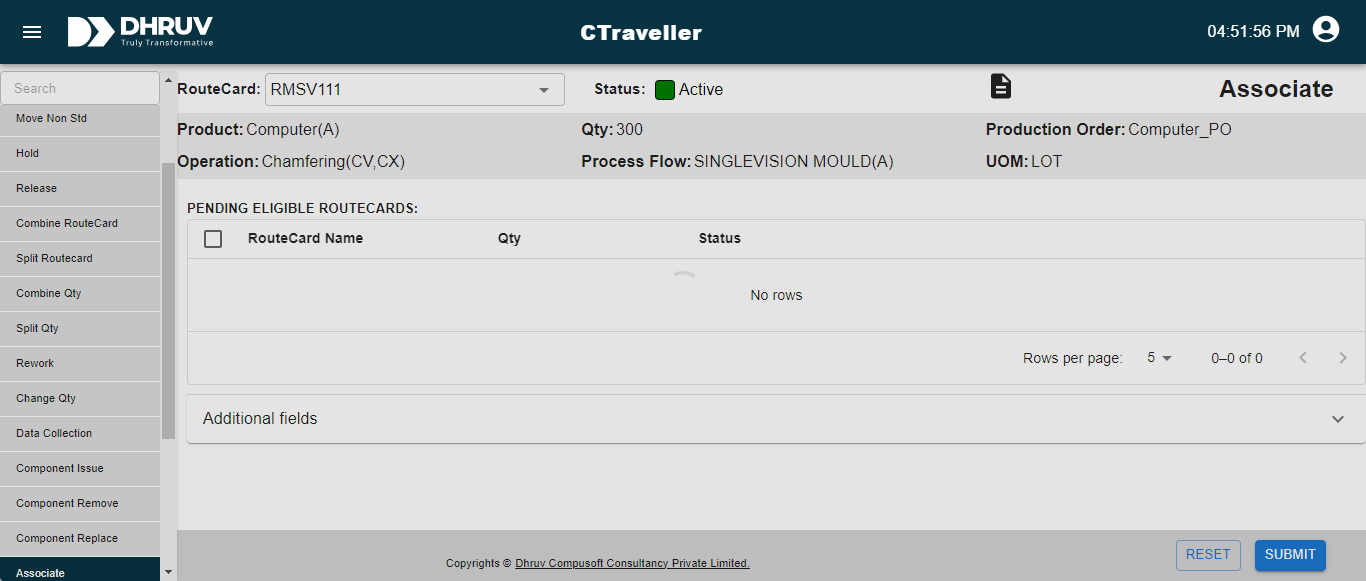 DHRUV
Truly Transformative
CTraveller
04:51:56 PM
Search
Move Non Std
Hold
Release
Combine RouteCard
Split Routecard
Combine Qty
Split Qty
Rework
Change Qty
Data Collection
Component Issue
Component Remove
Component Replace
Associate
RouteCard: RMSV111
Status: Active
Associate
Product: Computer(A)
Qty: 300
Production Order: Computer_PO
Operation: Chamfering(CV,CX)
Process Flow: SINGLEVISION MOULD(A)
UOM: LOT
PENDING ELIGIBLE ROUTECARDS:
RouteCard Name
Qty
Status
No rows
Rows per page: 5
0–0 of 0
Additional fields
RESET
SUBMIT
Copyrights © Dhruv Compusoft Consultancy Private Limited.